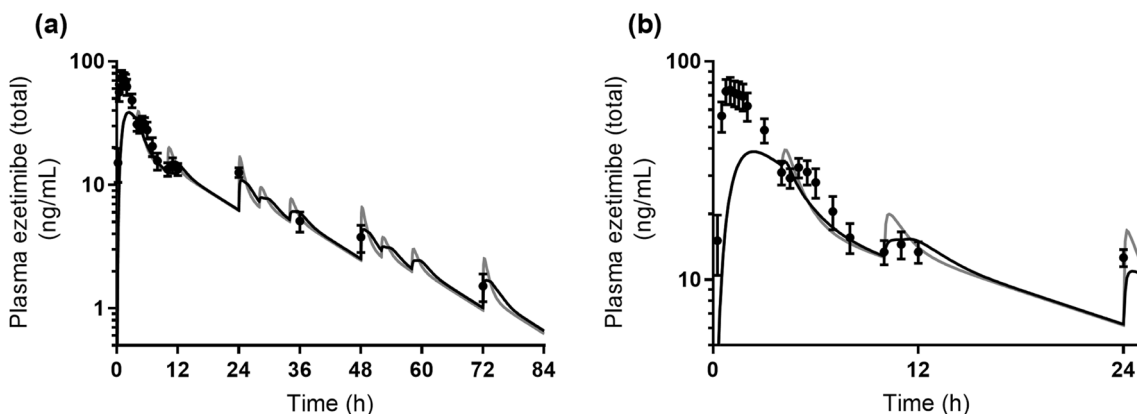 (a)
Plasma ezetimibe (total)
(ng/mL)
100
10
1
0 12 24 36 48 60 72 84
Time (h)
(b)
Plasma ezetimibe (total)
(ng/mL)
100
10
0 12 24
Time (h)